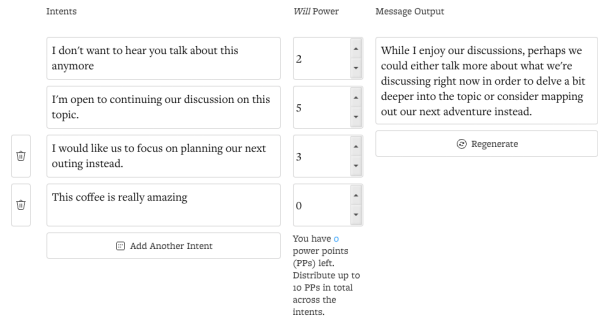 Intents
Will Power
Message Output
I don't want to hear you talk about this
anymore
2
I'm open to continuing our discussion on this
topic.
5
I would like us to focus on planning our next
outing instead.
3
This coffee is really amazing
0
Add Another Intent
You have 0
power points
(PPs) left.
Distribute up to
10 PPs in total
across the
intents.
While I enjoy our discussions, perhaps we
could either talk more about what we're
discussing right now in order to delve a bit
deeper into the topic or consider mapping
out our next adventure instead.
Regenerate